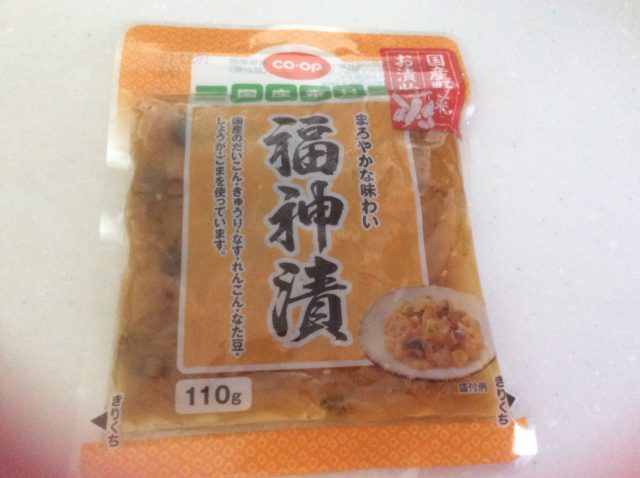 co·op
国産野菜
お漬物
まろやかな味わい
福神漬
国産のだいこん・きゅうり・なす・れんこん・なた豆・
しょうが・ごまを使っています。
110g
盛付例
きりくち
きりくち